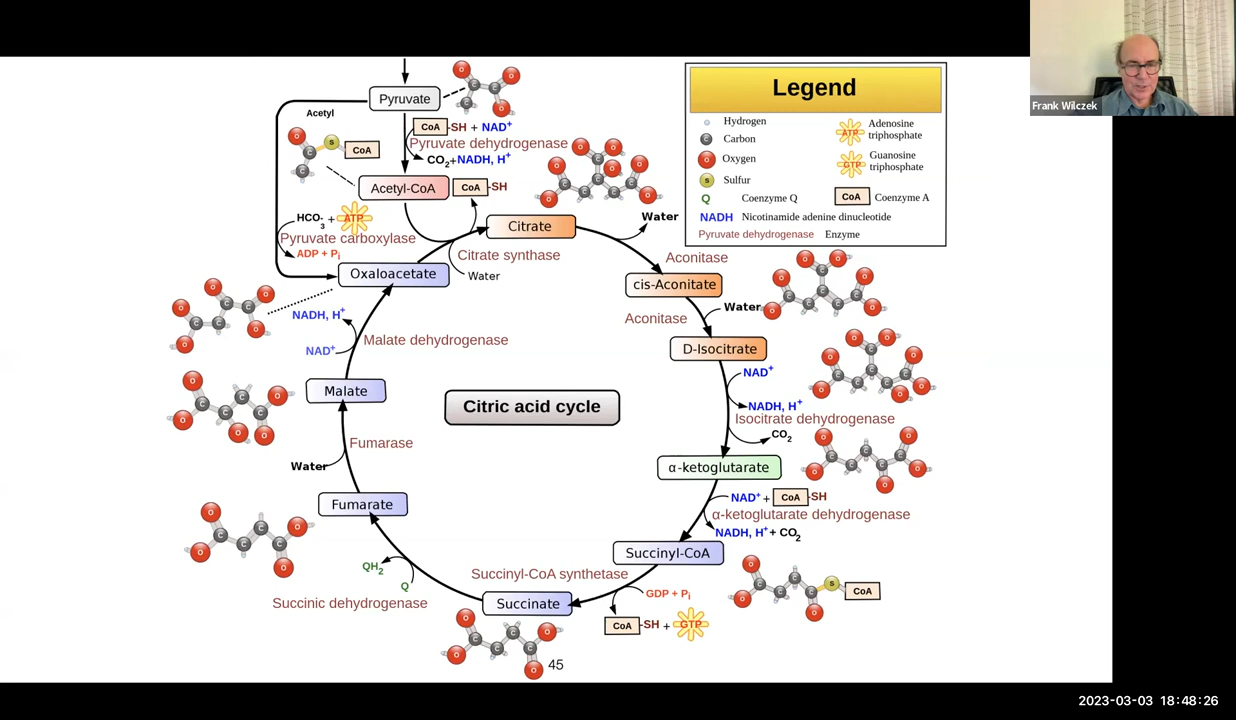 Frank Wilczek
Pyruvate
Acetyl
CoA-SH + NAD+
Pyruvate dehydrogenase
CO2+NADH, H+
S CoA
Acetyl-CoA
CoA-SH
HCO3- + ATP
Pyruvate carboxylase
ADP + Pi
Citrate
Water
Citrate synthase
Water
Oxaloacetate
Aconitase
cis-Aconitate
Water
Aconitase
D-Isocitrate
NAD+
NADH, H+
Isocitrate dehydrogenase
CO2
α-ketoglutarate
NAD+ + CoA-SH
α-ketoglutarate dehydrogenase
NADH, H+ + CO2
Succinyl-CoA
S CoA
Succinyl-CoA synthetase
GDP + Pi
CoA-SH + GTP
Succinate
Succinic dehydrogenase
Q
QH2
Fumarate
Water
Fumarase
Malate
Malate dehydrogenase
NAD+
NADH, H+
Citric acid cycle
Legend
Hydrogen
C Carbon
O Oxygen
S Sulfur
Q Coenzyme Q
ATP Adenosine
triphosphate
GTP Guanosine
triphosphate
CoA Coenzyme A
NADH Nicotinamide adenine dinucleotide
Pyruvate dehydrogenase Enzyme
45
2023-03-03 18:48:26